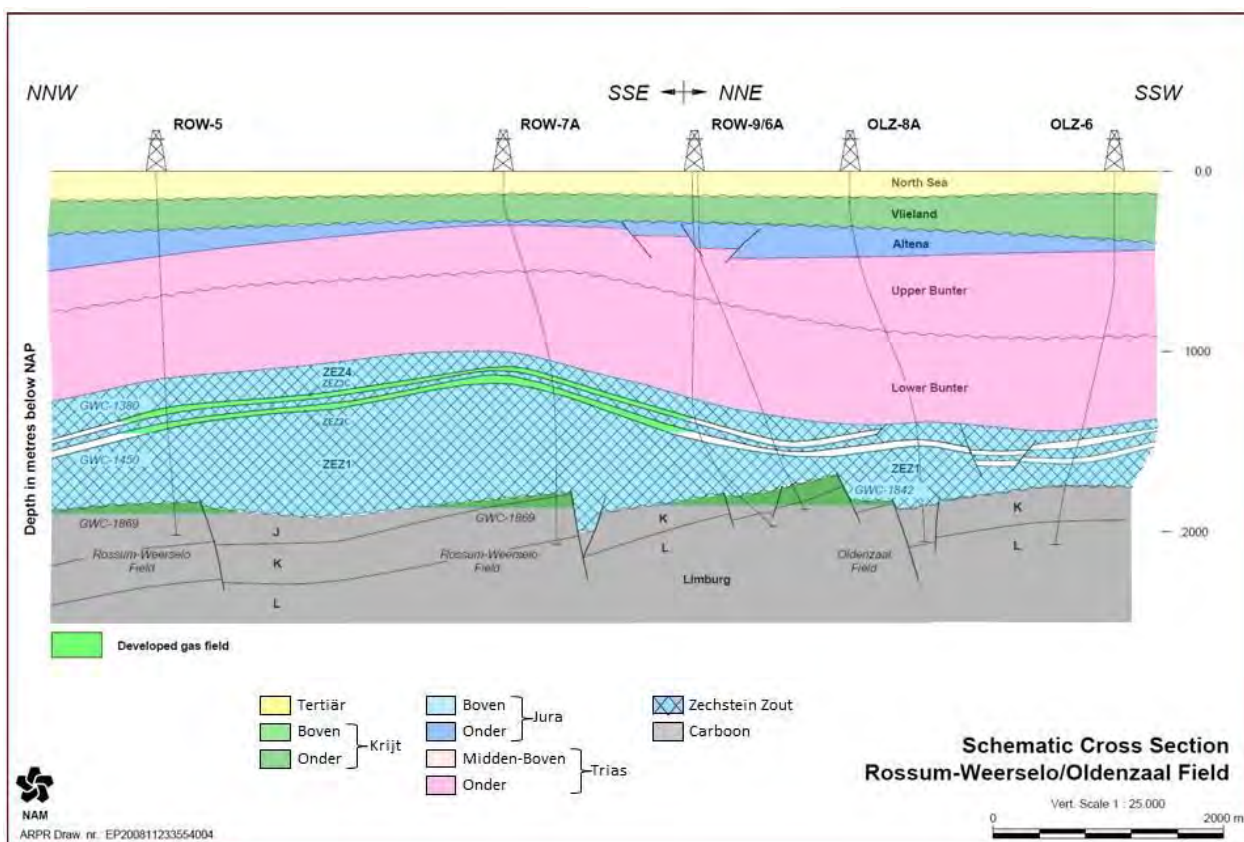 NNW
SSE
NNE
SSW
ROW-5
ROW-7A
ROW-9/6A
OLZ-8A
OLZ-6
North Sea
0.0
Vlieland
Altena
Upper Bunter
Depth in metres below NAP
1000
ZEZ4
ZEZ3C
Lower Bunter
GWC-1380
ZEZ2C
GWC-1450
ZEZ1
ZEZ1
GWC-1842
GWC-1869
GWC-1869
J
K
K
2000
Rossum-Weerselo
Field
K
Rossum-Weerselo
Field
L
Oldenzaal
Field
L
Limburg
L
Developed gas field
Tertiär
Boven
Onder
Krijt
Boven
Onder
Jura
Midden-Boven
Onder
Trias
Zechstein Zout
Carboon
Schematic Cross Section
Rossum-Weerselo/Oldenzaal Field
Vert. Scale 1 : 25.000
0
2000 m
NAM
ARPR Draw. nr.: EP200811233554004